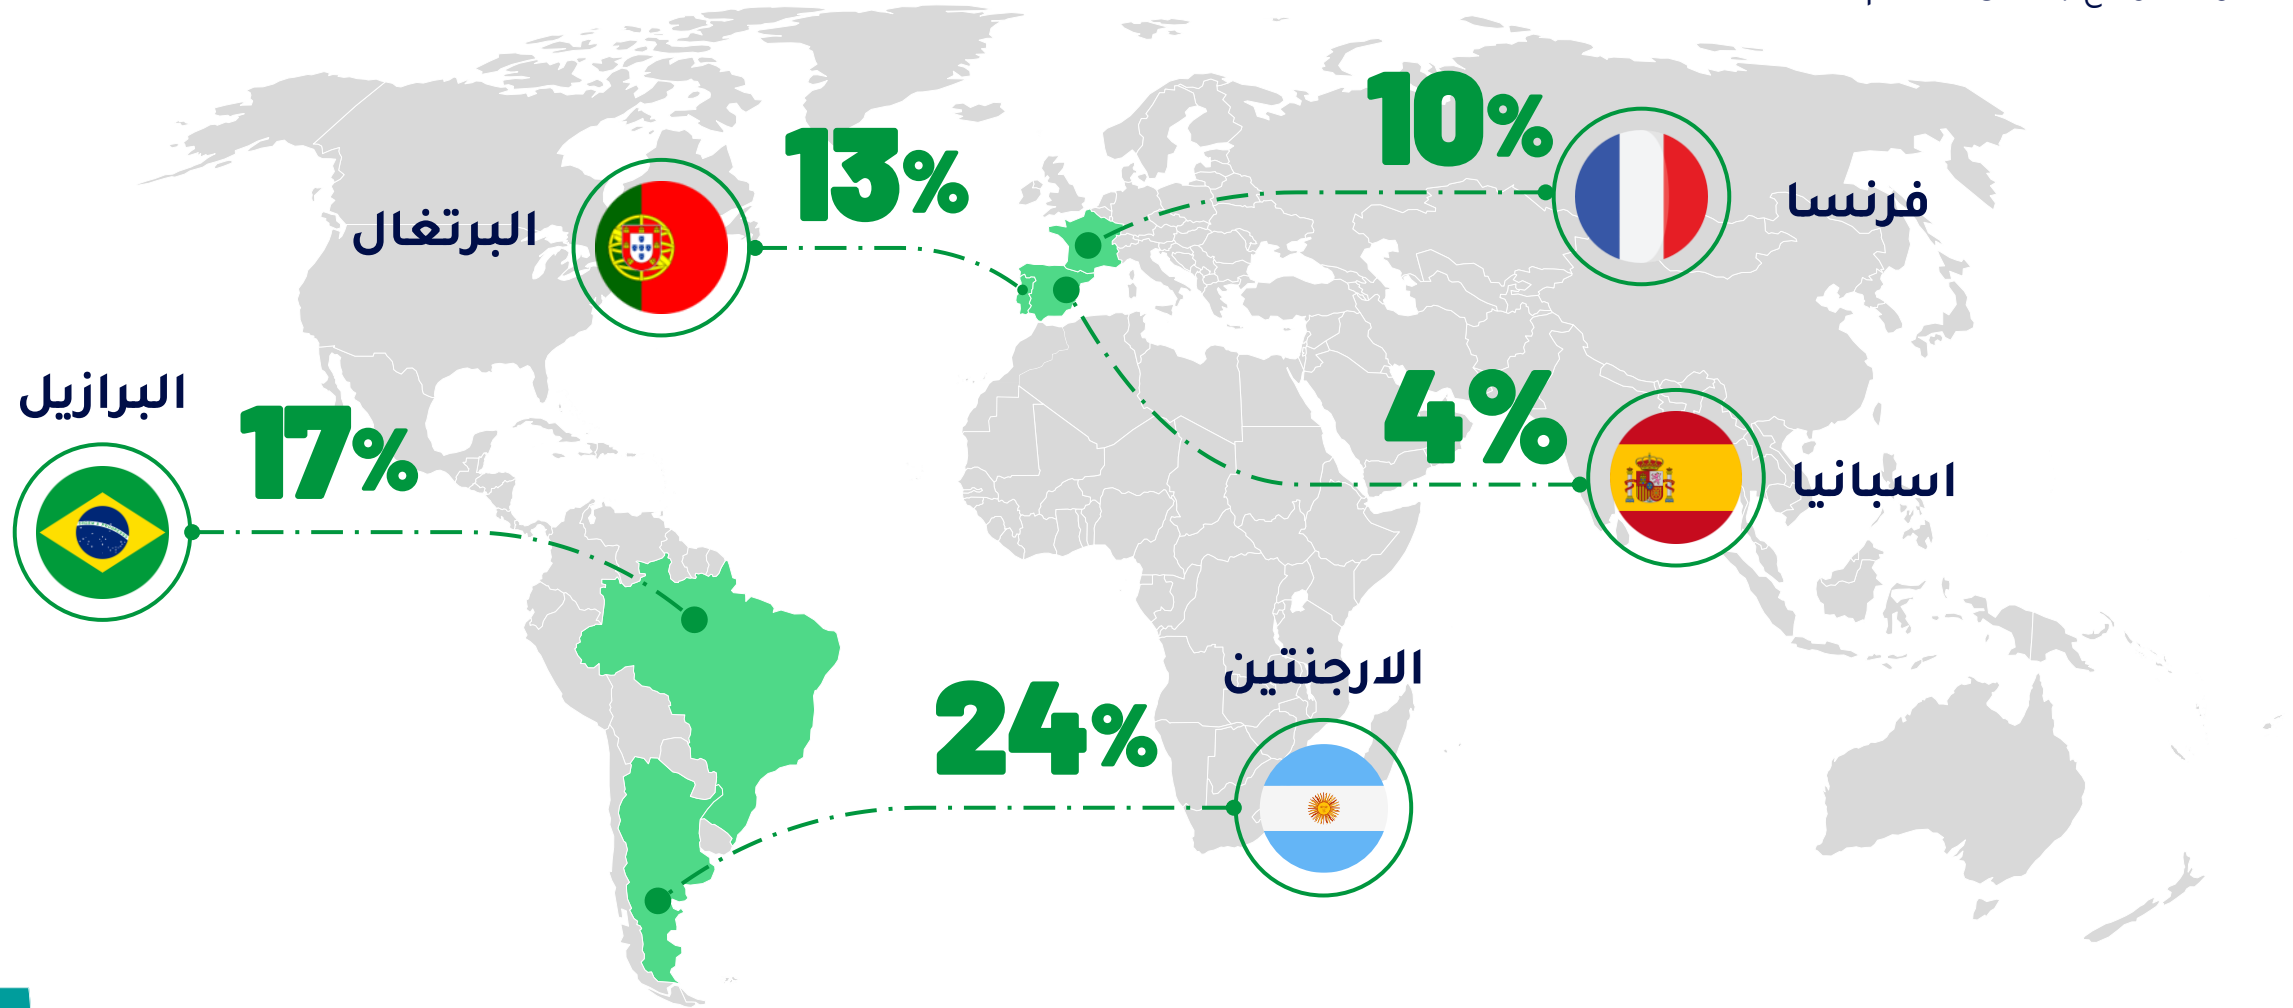 10%
فرنسا
13%
البرتغال
4%
اسبانيا
17%
البرازيل
24%
الارجنتين